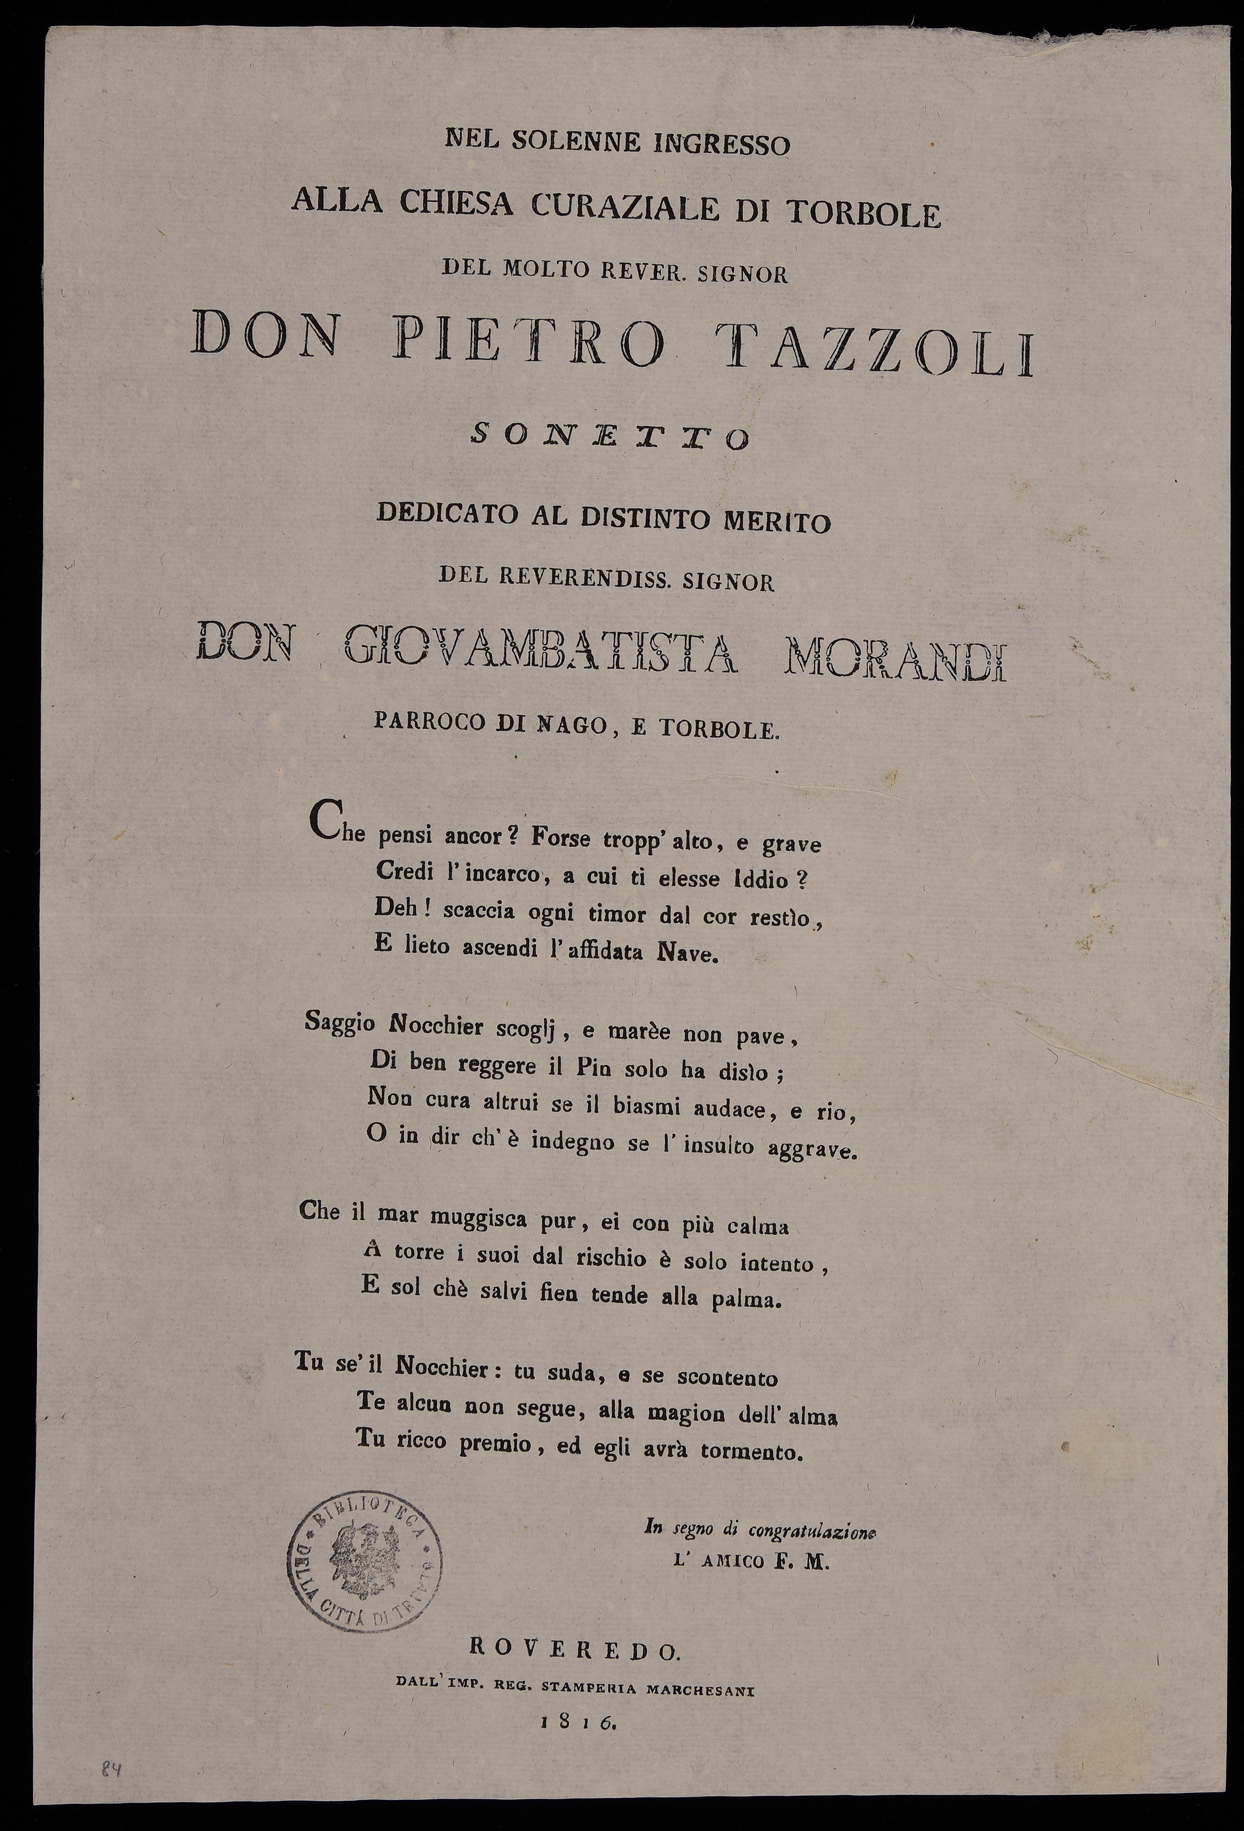 NEL SOLENNE INGRESSO
ALLA CHIESA CURAZIALE DI TORBOLE
DEL MOLTO REVER. SIGNOR
DON PIETRO TAZZOLI
SONETTO
DEDICATO AL DISTINTO MERITO
DEL REVERENDISS. SIGNOR
DON GIOVAMBATISTA MORANDI
PARROCO DI NAGO, E TORBOLE.
Che pensi ancor? Forse tropp' alto, e grave
Credi l' incarco, a cui ti elesse Iddio?
Deh! scaccia ogni timor dal cor restìo,
E lieto ascendi l' affidata Nave.
Saggio Nocchier scoglj, e marèe non pave,
Di ben reggere il Pin solo ha disìo;
Non cura altrui se il biasmi audace, e rio,
O in dir ch' è indegno se l' insulto aggrave.
Che il mar muggisca pur, ei con più calma
A torre i suoi dal rischio è solo intento,
E sol chè salvi fien tende alla palma.
Tu se' il Nocchier: tu suda, e se scontento
Te alcun non segue, alla magion dell' alma
Tu ricco premio, ed egli avrà tormento.
In segno di congratulazione
L' AMICO F. M.
BIBLIOTECA
DELLA CITTÀ DI TRENTO
ROVEREDO.
DALL' IMP. REG. STAMPERIA MARCHESANI
1816.
84